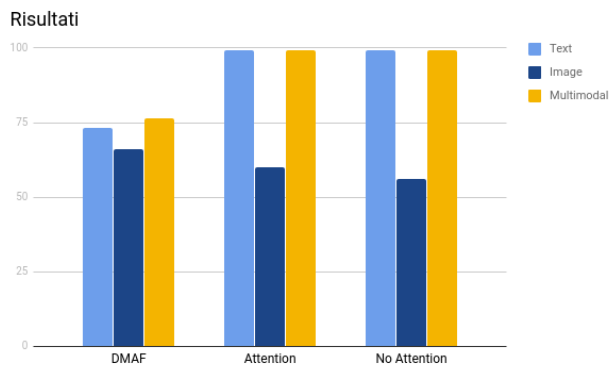 Risultati
100
75
50
25
0
DMAF
Attention
No Attention
Text
Image
Multimodal